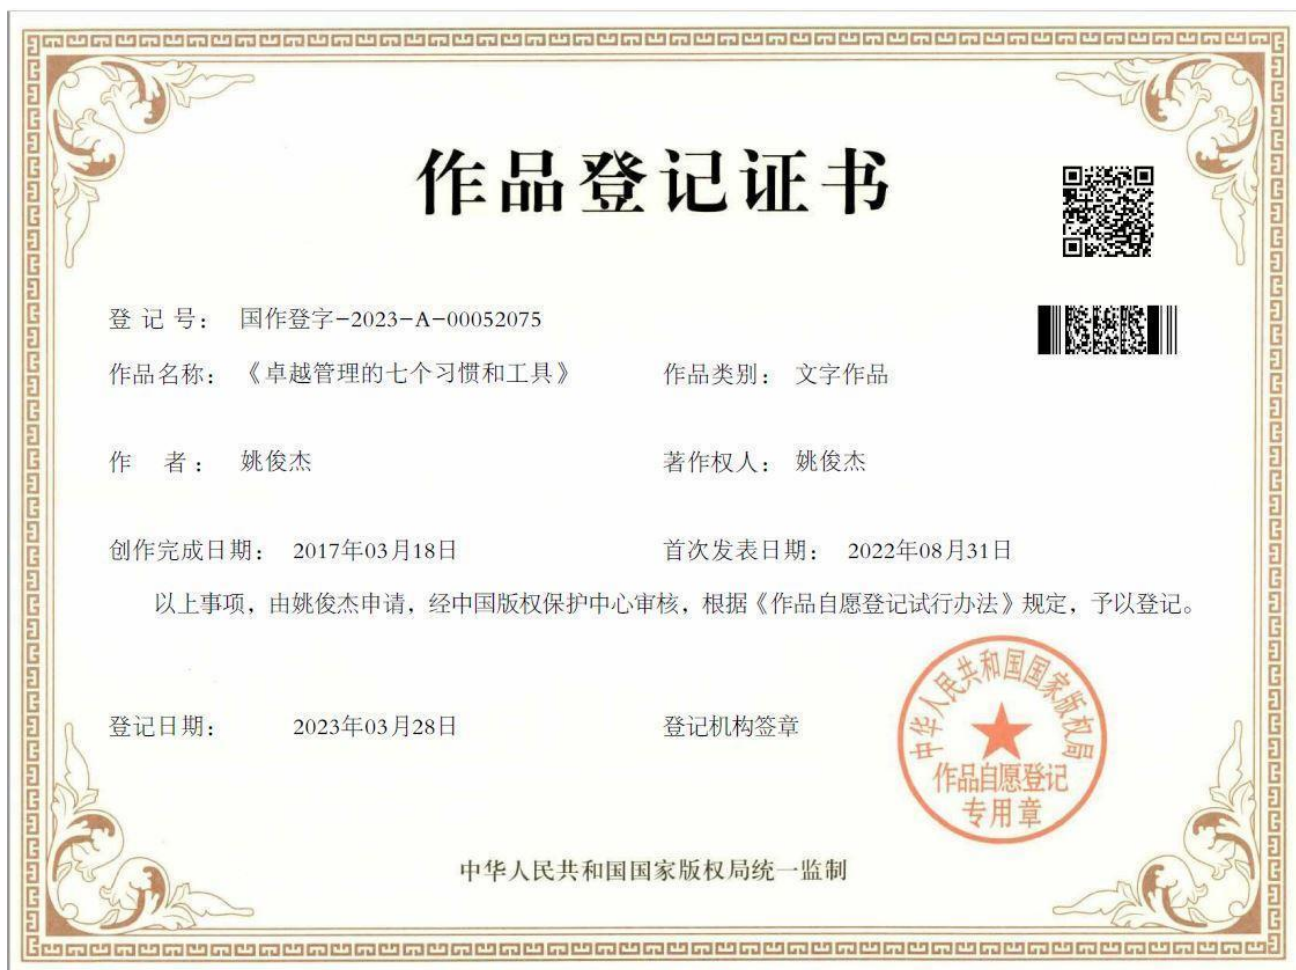 作品登记证书
登 记 号： 国作登字-2023-A-00052075
作品名称： 《卓越管理的七个习惯和工具》 作品类别： 文字作品
作 者： 姚俊杰 著作权人： 姚俊杰
创作完成日期： 2017年03月18日 首次发表日期： 2022年08月31日
以上事项，由姚俊杰申请，经中国版权保护中心审核，根据《作品自愿登记试行办法》规定，予以登记。
登记日期： 2023年03月28日 登记机构签章
中华人民共和国国家版权局
作品自愿登记
专用章
中华人民共和国国家版权局统一监制